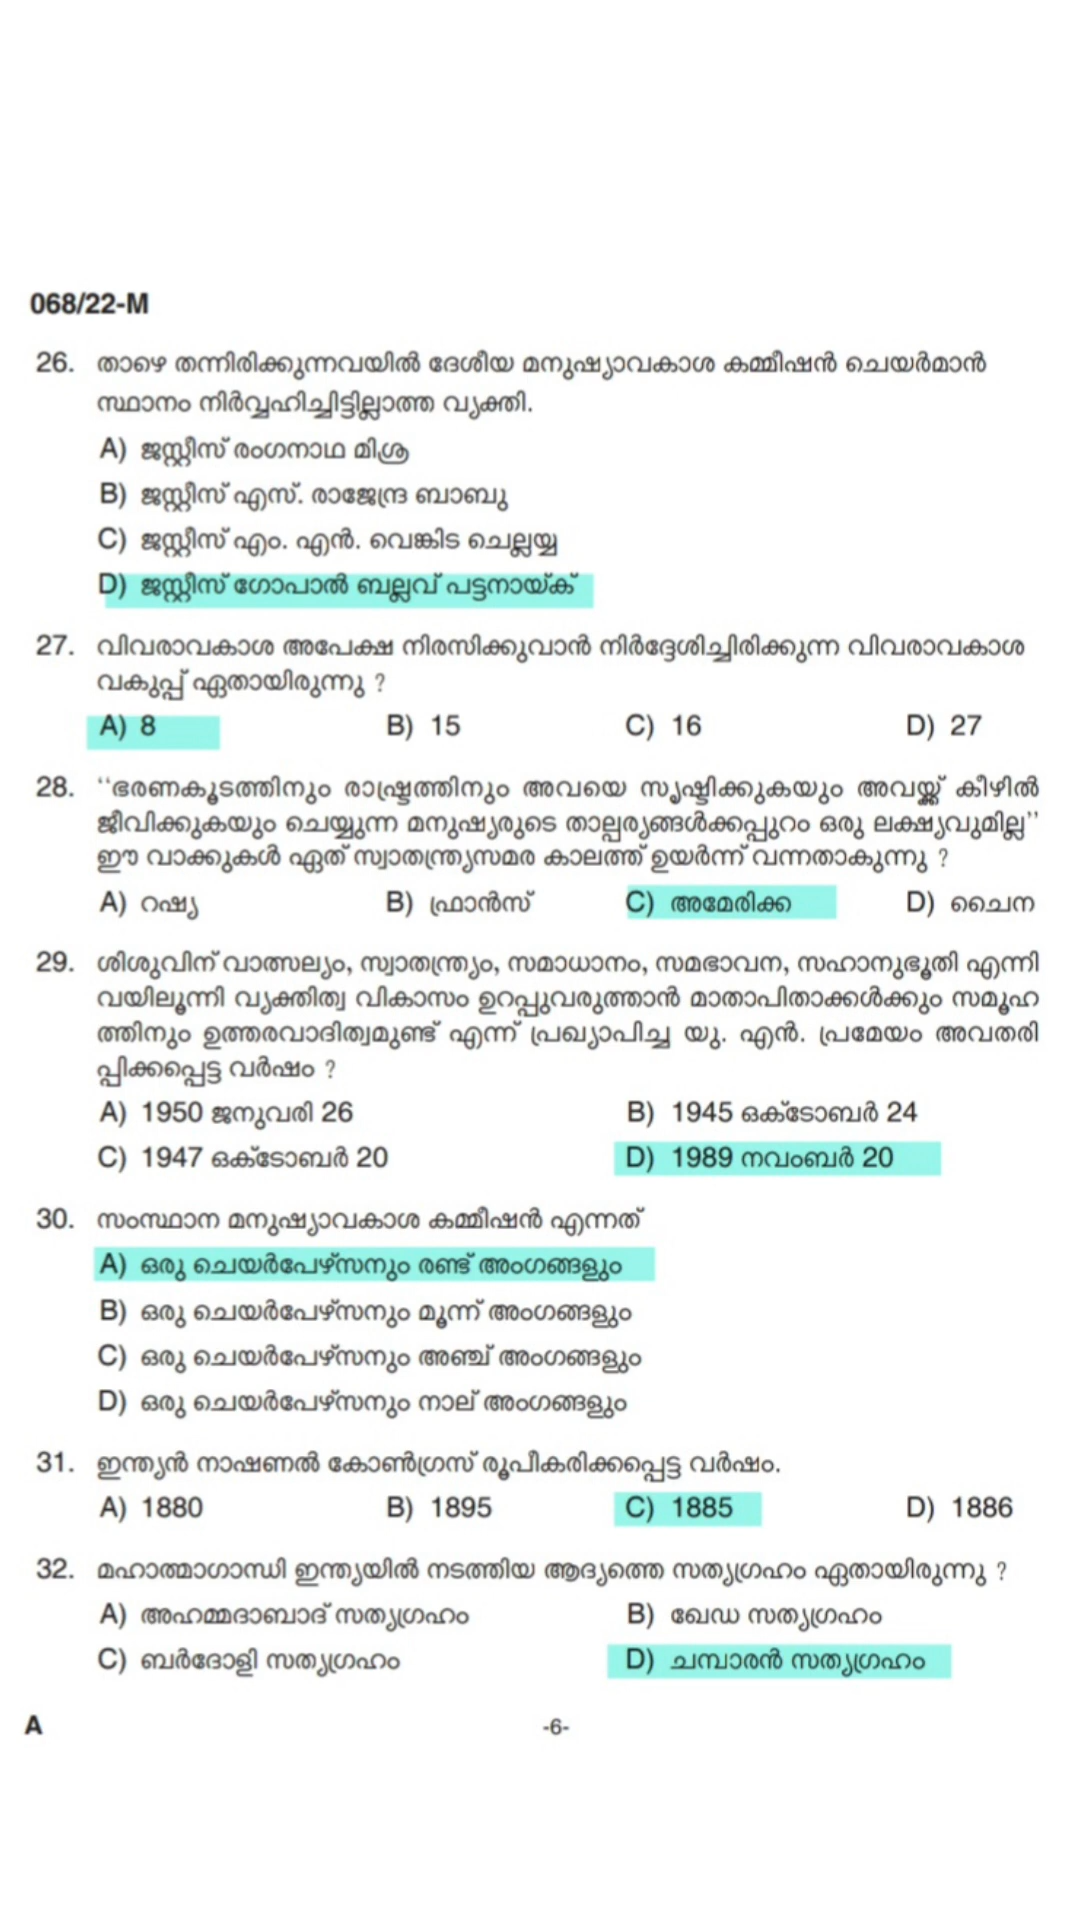 068/22-M
26. താഴെ തന്നിരിക്കുന്നവയിൽ ദേശീയ മനുഷ്യാവകാശ കമ്മീഷൻ ചെയർമാൻ
സ്ഥാനം നിർവ്വഹിച്ചിട്ടില്ലാത്ത വ്യക്തി.
A) ജസ്റ്റീസ് രംഗനാഥ മിശ്ര
B) ജസ്റ്റീസ് എസ്. രാജേന്ദ്ര ബാബു
C) ജസ്റ്റീസ് എം. എൻ. വെങ്കിട ചെല്ലയ്യ
D) ജസ്റ്റീസ് ഗോപാൽ ബല്ലവ് പട്ടനായ്ക്
27. വിവരാവകാശ അപേക്ഷ നിരസിക്കുവാൻ നിർദ്ദേശിച്ചിരിക്കുന്ന വിവരാവകാശ
വകുപ്പ് ഏതായിരുന്നു ?
A) 8 B) 15 C) 16 D) 27
28. ‘‘ഭരണകൂടത്തിനും രാഷ്ട്രത്തിനും അവയെ സൃഷ്ടിക്കുകയും അവയ്ക്ക് കീഴിൽ
ജീവിക്കുകയും ചെയ്യുന്ന മനുഷ്യരുടെ താല്പര്യങ്ങൾക്കപ്പുറം ഒരു ലക്ഷ്യവുമില്ല’’
ഈ വാക്കുകൾ ഏത് സ്വാതന്ത്ര്യസമര കാലത്ത് ഉയർന്ന് വന്നതാകുന്നു ?
A) റഷ്യ B) ഫ്രാൻസ് C) അമേരിക്ക D) ചൈന
29. ശിശുവിന് വാത്സല്യം, സ്വാതന്ത്ര്യം, സമാധാനം, സമഭാവന, സഹാനുഭൂതി എന്നി
വയിലൂന്നി വ്യക്തിത്വ വികാസം ഉറപ്പുവരുത്താൻ മാതാപിതാക്കൾക്കും സമൂഹ
ത്തിനും ഉത്തരവാദിത്വമുണ്ട് എന്ന് പ്രഖ്യാപിച്ച യു. എൻ. പ്രമേയം അവതരി
പ്പിക്കപ്പെട്ട വർഷം ?
A) 1950 ജനുവരി 26 B) 1945 ഒക്ടോബർ 24
C) 1947 ഒക്ടോബർ 20 D) 1989 നവംബർ 20
30. സംസ്ഥാന മനുഷ്യാവകാശ കമ്മീഷൻ എന്നത്
A) ഒരു ചെയർപേഴ്സനും രണ്ട് അംഗങ്ങളും
B) ഒരു ചെയർപേഴ്സനും മൂന്ന് അംഗങ്ങളും
C) ഒരു ചെയർപേഴ്സനും അഞ്ച് അംഗങ്ങളും
D) ഒരു ചെയർപേഴ്സനും നാല് അംഗങ്ങളും
31. ഇന്ത്യൻ നാഷണൽ കോൺഗ്രസ് രൂപീകരിക്കപ്പെട്ട വർഷം.
A) 1880 B) 1895 C) 1885 D) 1886
32. മഹാത്മാഗാന്ധി ഇന്ത്യയിൽ നടത്തിയ ആദ്യത്തെ സത്യഗ്രഹം ഏതായിരുന്നു ?
A) അഹമ്മദാബാദ് സത്യഗ്രഹം B) ഖേഡ സത്യഗ്രഹം
C) ബർദോളി സത്യഗ്രഹം D) ചമ്പാരൻ സത്യഗ്രഹം
A -6-